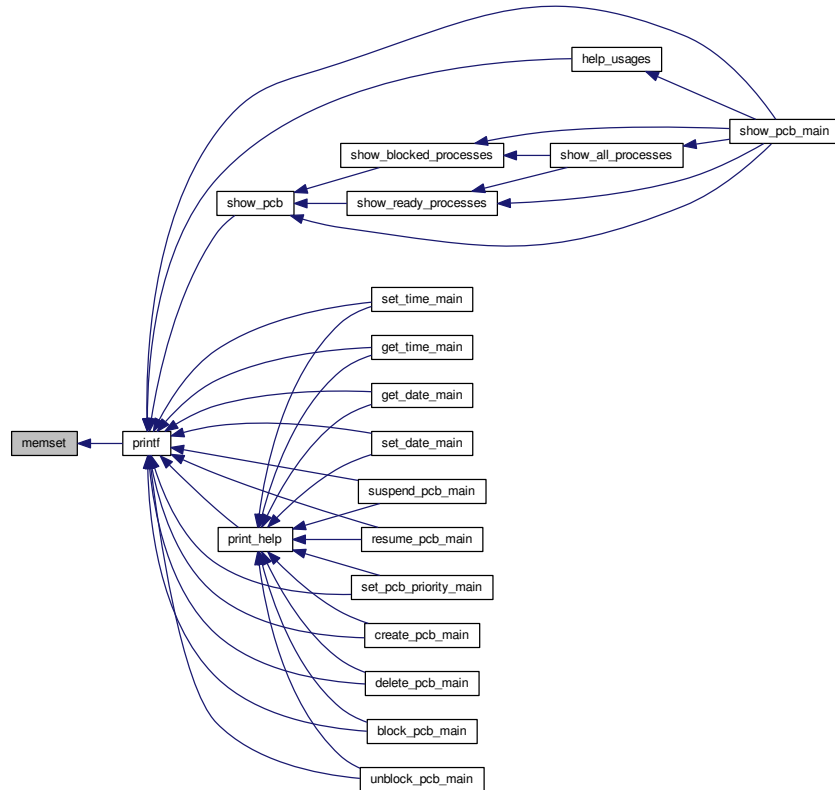 help_usages
show_pcb_main
show_blocked_processes
show_all_processes
show_pcb
show_ready_processes
set_time_main
get_time_main
get_date_main
memset
printf
set_date_main
suspend_pcb_main
print_help
resume_pcb_main
set_pcb_priority_main
create_pcb_main
delete_pcb_main
block_pcb_main
unblock_pcb_main